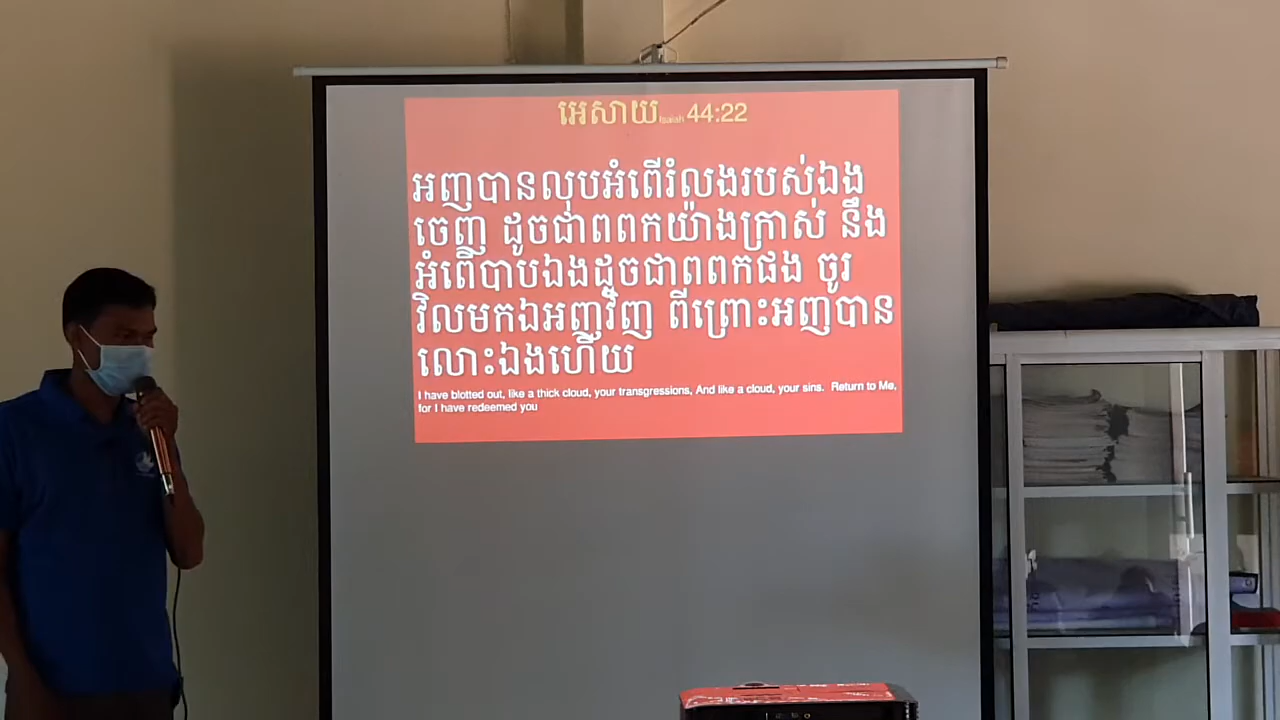 អេសាយ Isaiah 44:22
អញបានលុបអំពើរំលងរបស់ឯង
ចេញ ដូចជាពពកយ៉ាងក្រាស់ នឹង
អំពើបាបឯងដូចជាពពកផង ចូរ
វិលមកឯអញវិញ ពីព្រោះអញបាន
លោះឯងហើយ
I have blotted out, like a thick cloud, your transgressions, And like a cloud, your sins. Return to Me,
for I have redeemed you